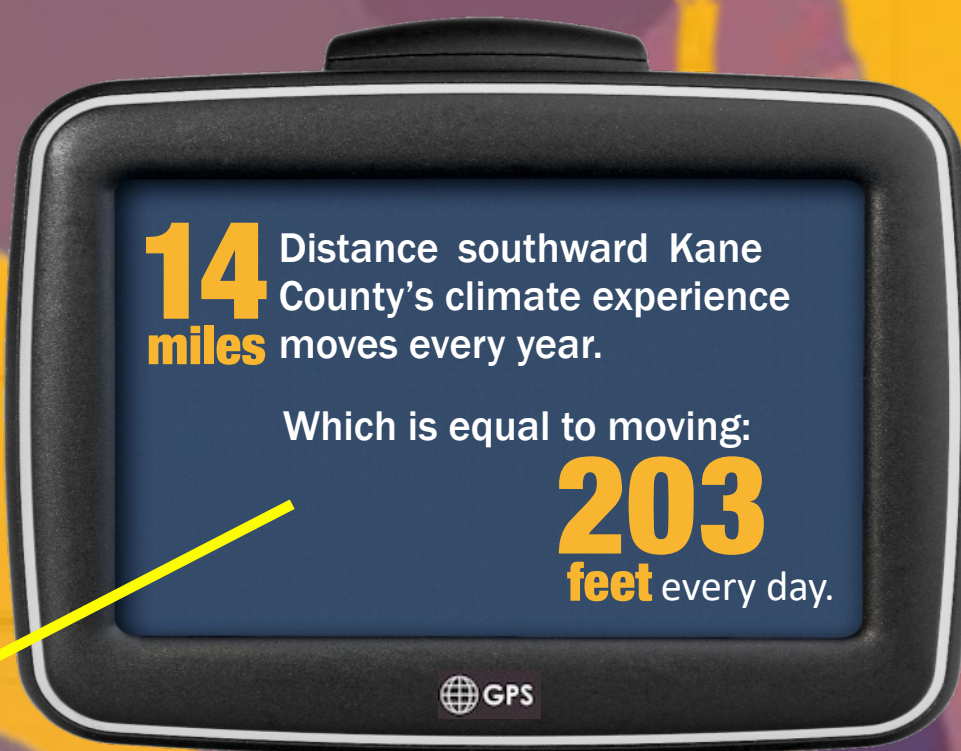 14 Distance southward Kane
County’s climate experience
miles moves every year.
Which is equal to moving:
203
feet every day.
GPS